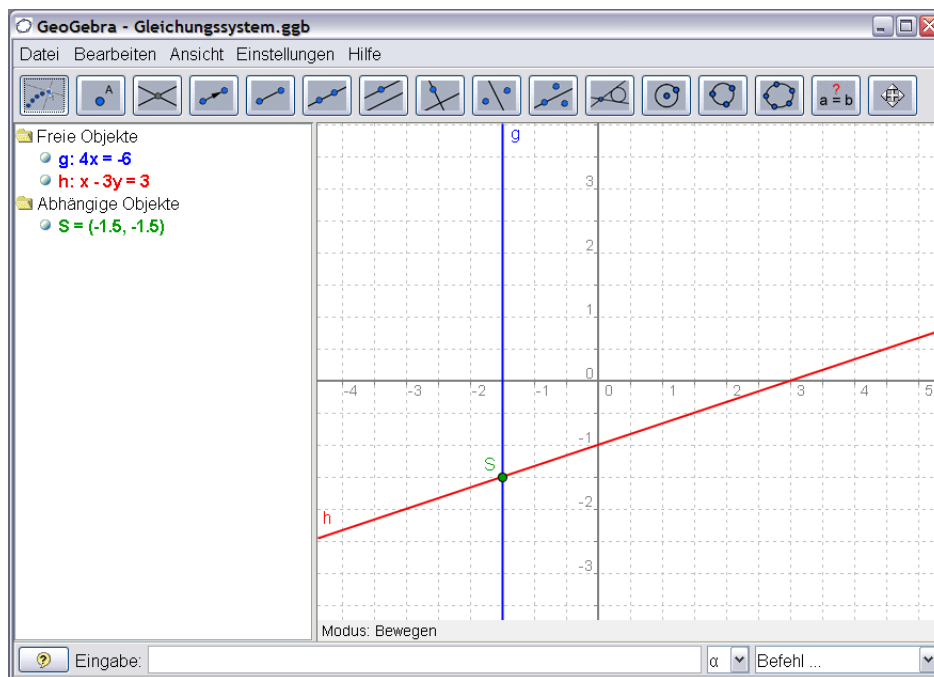 GeoGebra - Gleichungssystem.ggb
Datei Bearbeiten Ansicht Einstellungen Hilfe
A
?
a = b
Freie Objekte
g: 4x = -6
h: x - 3y = 3
Abhängige Objekte
S = (-1.5, -1.5)
g
3
2
1
0
-4 -3 -2 -1 0 1 2 3 4 5
-1
S
-2
h
-3
Modus: Bewegen
? Eingabe: α Befehl ...